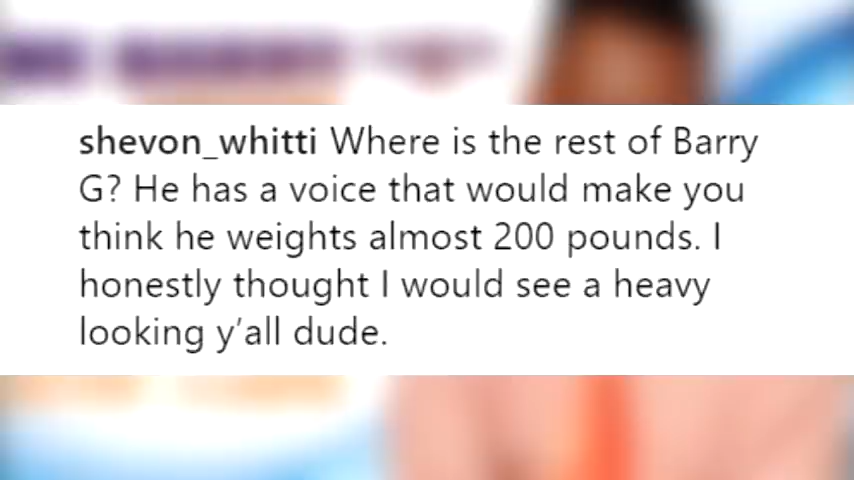 shevon_whitti Where is the rest of Barry
G? He has a voice that would make you
think he weights almost 200 pounds. I
honestly thought I would see a heavy
looking y'all dude.